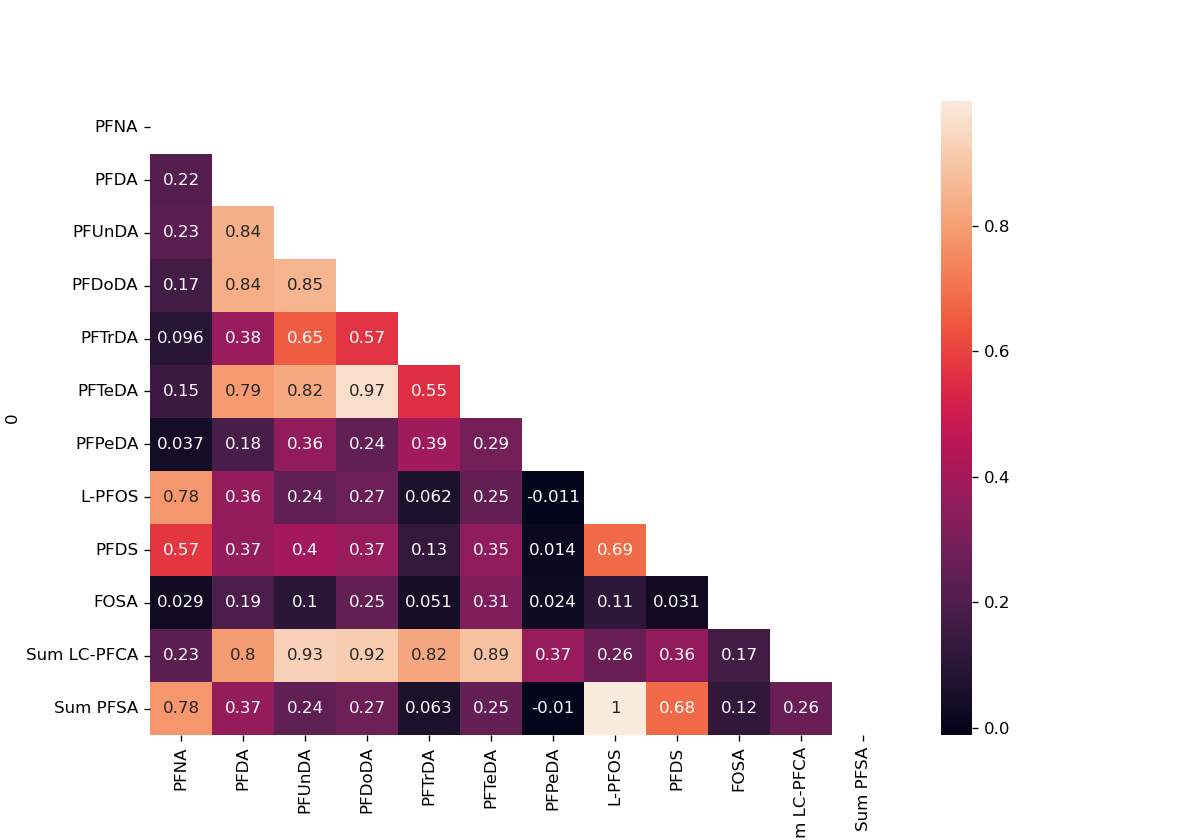 PFNA
PFDA 0.22
PFUnDA 0.23 0.84
PFDoDA 0.17 0.84 0.85
PFTrDA 0.096 0.38 0.65 0.57
PFTeDA 0.15 0.79 0.82 0.97 0.55
PFPeDA 0.037 0.18 0.36 0.24 0.39 0.29
L-PFOS 0.78 0.36 0.24 0.27 0.062 0.25 -0.011
PFDS 0.57 0.37 0.4 0.37 0.13 0.35 0.014 0.69
FOSA 0.029 0.19 0.1 0.25 0.051 0.31 0.024 0.11 0.031
Sum LC-PFCA 0.23 0.8 0.93 0.92 0.82 0.89 0.37 0.26 0.36 0.17
Sum PFSA 0.78 0.37 0.24 0.27 0.063 0.25 -0.01 1 0.68 0.12 0.26
0
PFNA
PFDA
PFUnDA
PFDoDA
PFTrDA
PFTeDA
PFPeDA
L-PFOS
PFDS
FOSA
m LC-PFCA
Sum PFSA
0.8
0.6
0.4
0.2
0.0